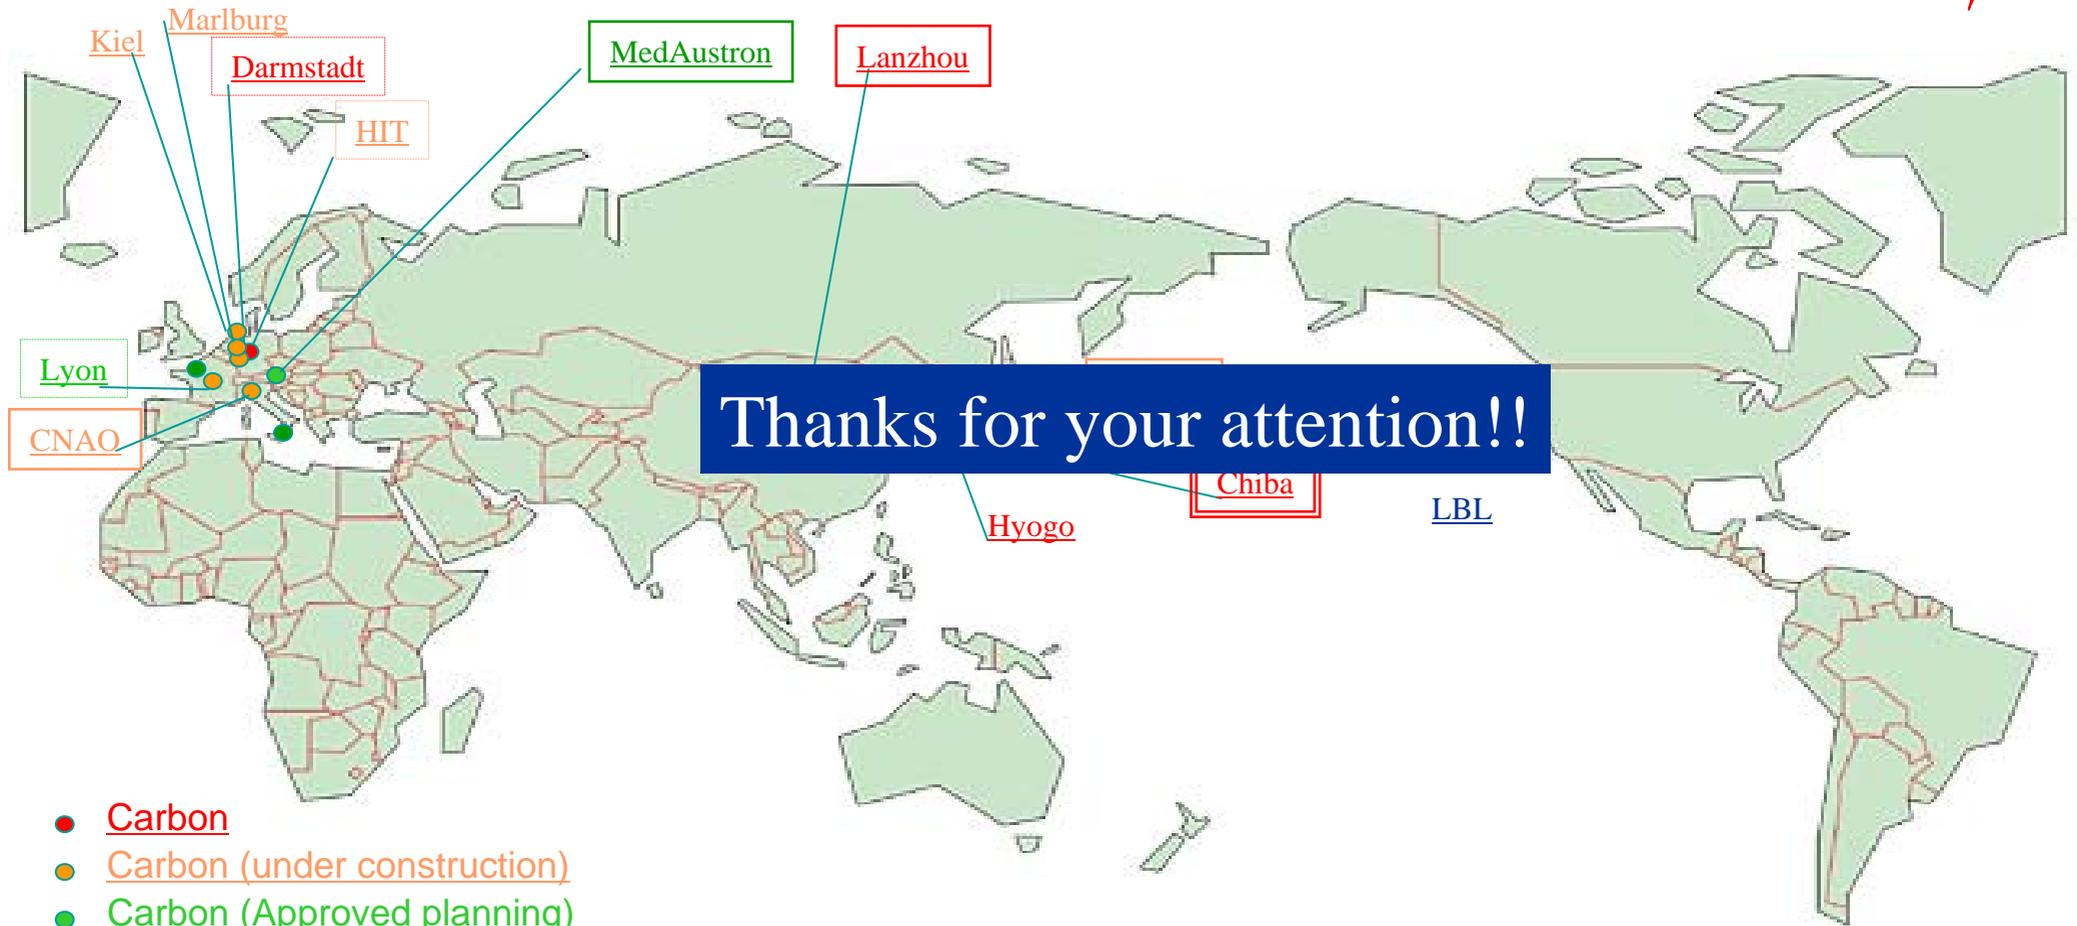 Marlburg
Kiel
Darmstadt
MedAustron
Lanzhou
HIT
Lyon
CNAO
Thanks for your attention!!
Chiba
LBL
Hyogo
Carbon
Carbon (under construction)
Carbon (Approved planning)